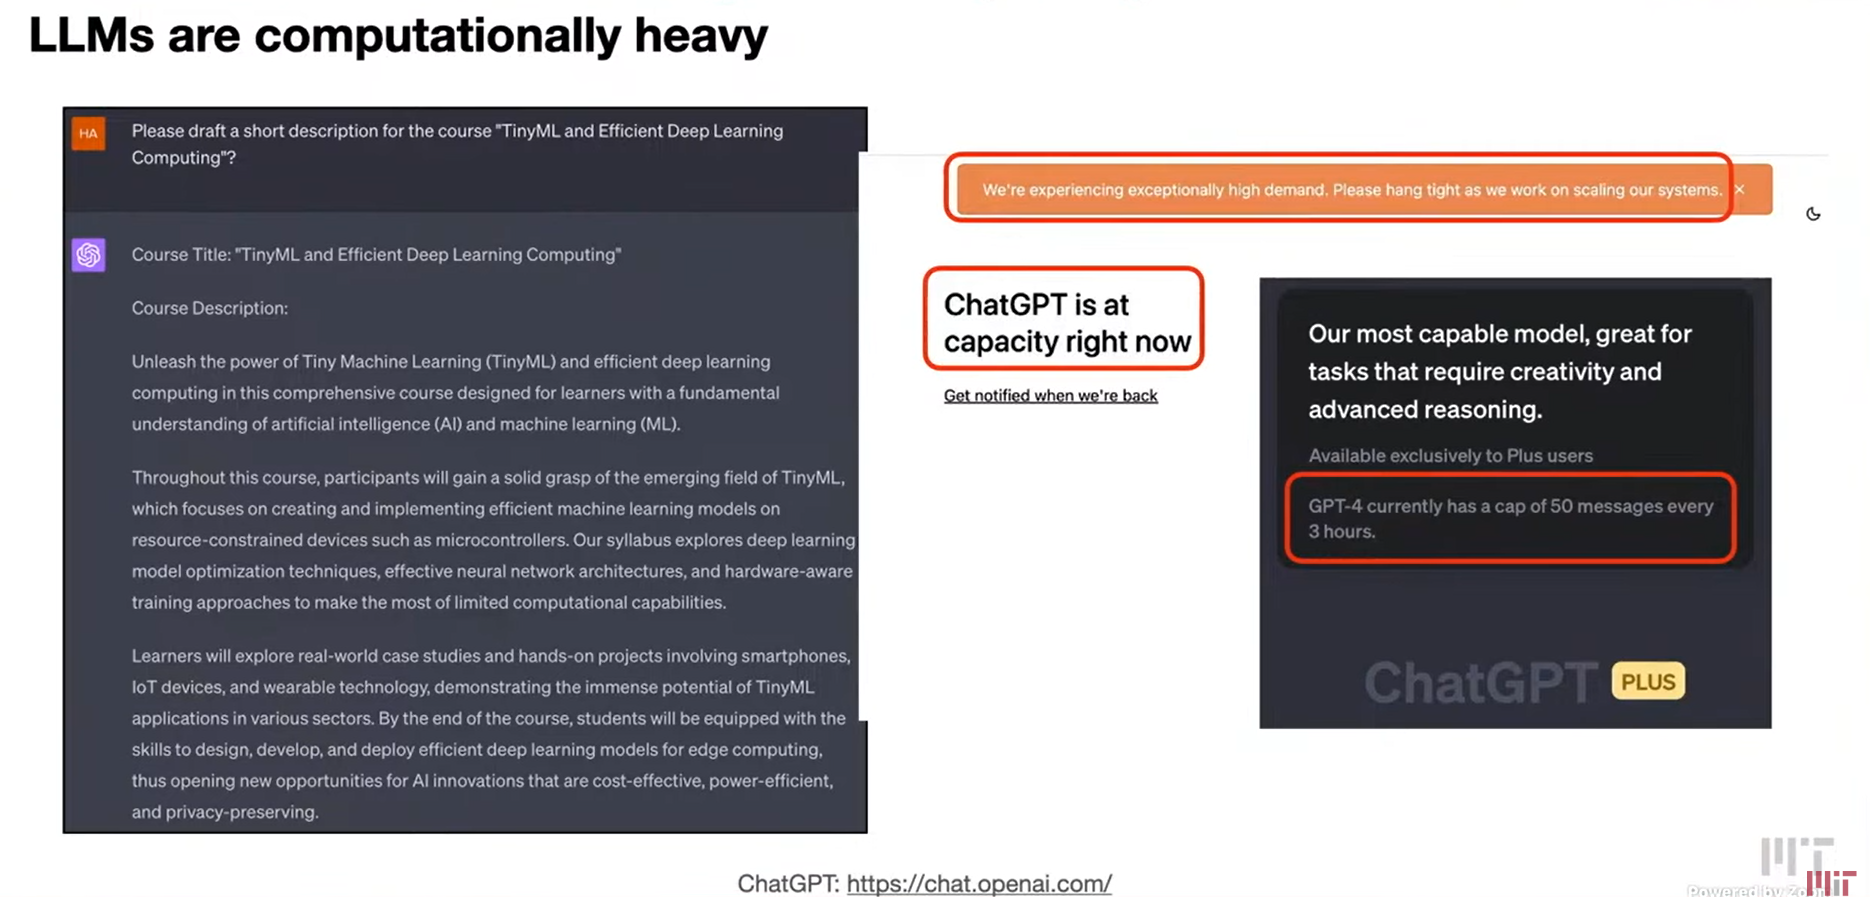 LLMs are computationally heavy
HA
Please draft a short description for the course "TinyML and Efficient Deep Learning
Computing"?
Course Title: "TinyML and Efficient Deep Learning Computing"
Course Description:
Unleash the power of Tiny Machine Learning (TinyML) and efficient deep learning
computing in this comprehensive course designed for learners with a fundamental
understanding of artificial intelligence (AI) and machine learning (ML).
Throughout this course, participants will gain a solid grasp of the emerging field of TinyML,
which focuses on creating and implementing efficient machine learning models on
resource-constrained devices such as microcontrollers. Our syllabus explores deep learning
model optimization techniques, effective neural network architectures, and hardware-aware
training approaches to make the most of limited computational capabilities.
Learners will explore real-world case studies and hands-on projects involving smartphones,
IoT devices, and wearable technology, demonstrating the immense potential of TinyML
applications in various sectors. By the end of the course, students will be equipped with the
skills to design, develop, and deploy efficient deep learning models for edge computing,
thus opening new opportunities for AI innovations that are cost-effective, power-efficient,
and privacy-preserving.
We're experiencing exceptionally high demand. Please hang tight as we work on scaling our systems.
ChatGPT is at
capacity right now
Get notified when we're back
Our most capable model, great for
tasks that require creativity and
advanced reasoning.
Available exclusively to Plus users
GPT-4 currently has a cap of 50 messages every
3 hours.
ChatGPT PLUS
ChatGPT: https://chat.openai.com/
MIT
MIT
Powered by Zoom